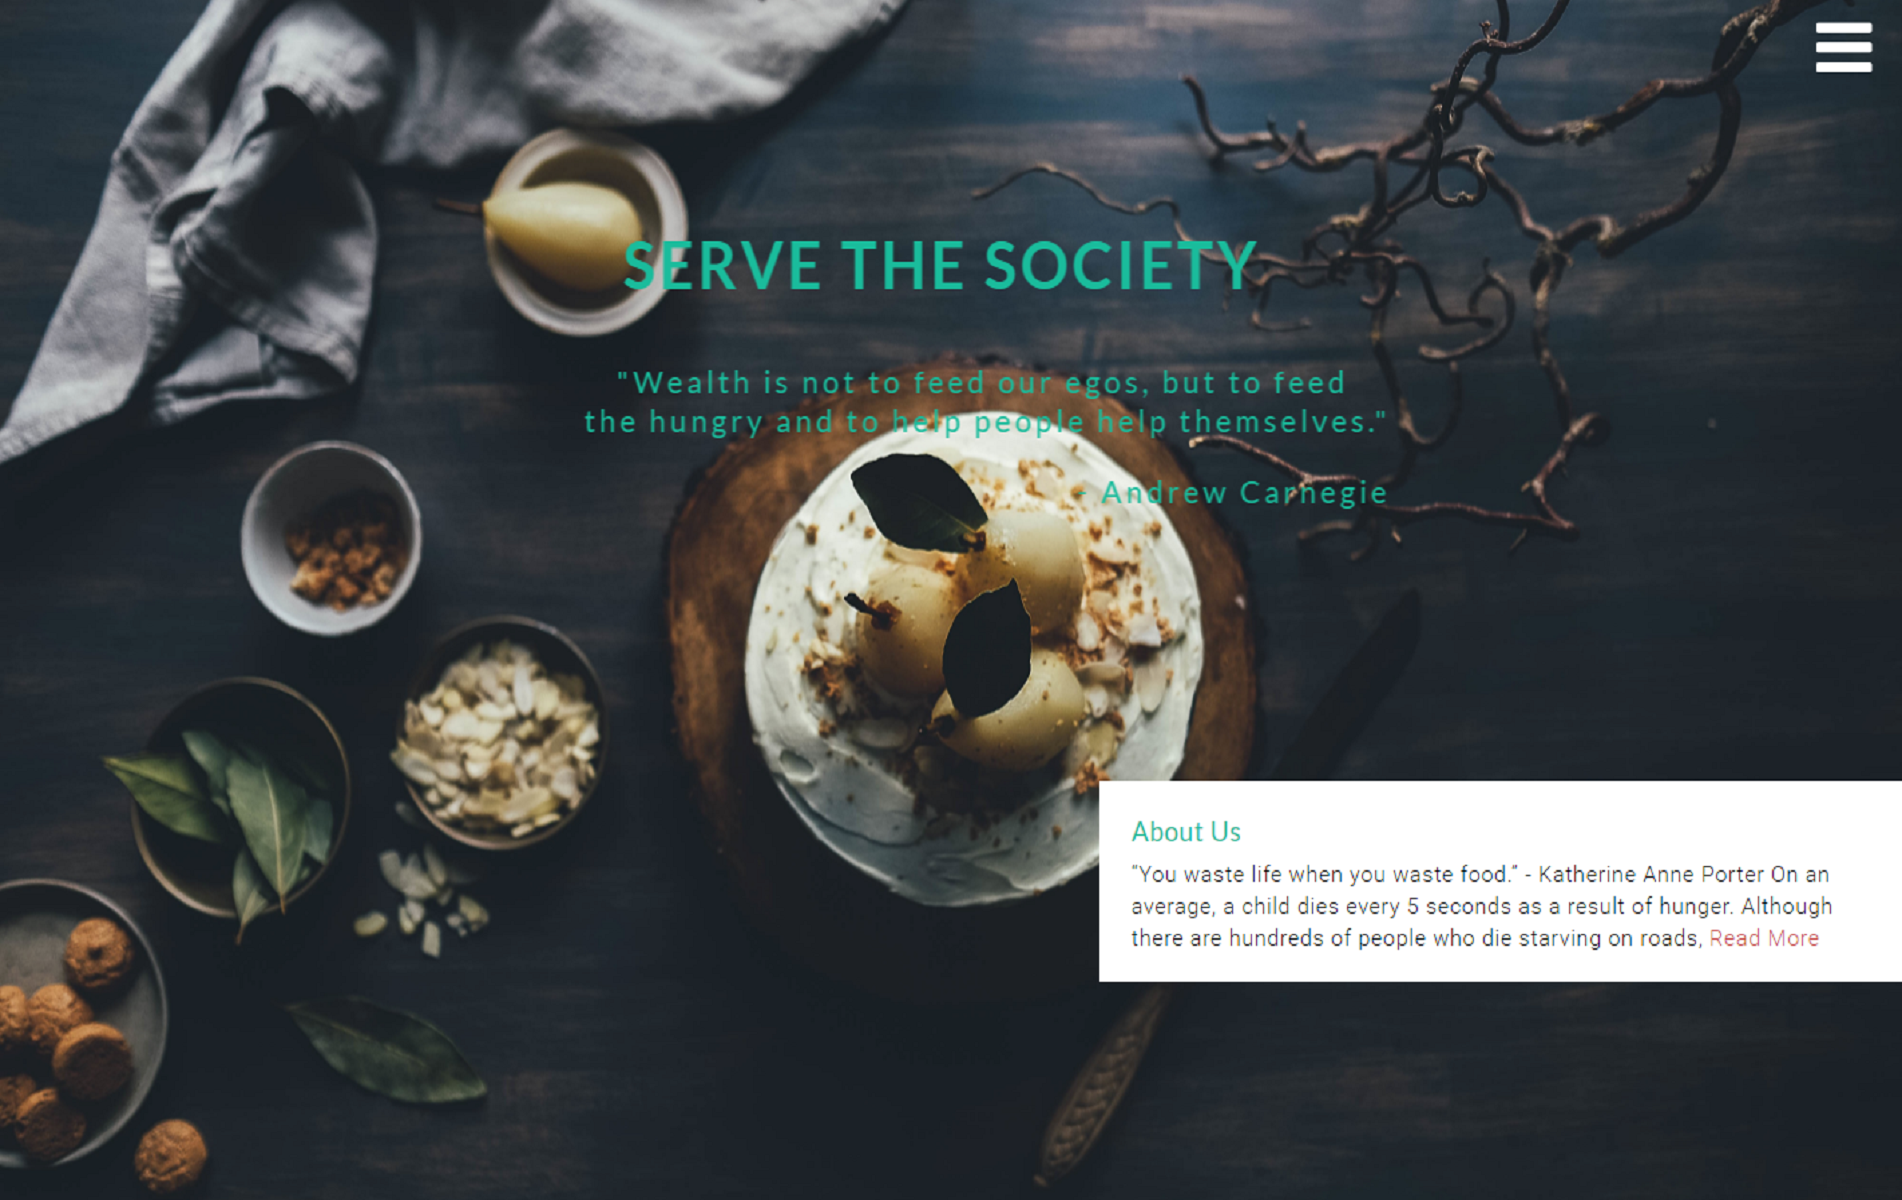 SERVE THE SOCIETY
"Wealth is not to feed our egos, but to feed
the hungry and to help people help themselves."
- Andrew Carnegie
About Us
“You waste life when you waste food.” - Katherine Anne Porter On an
average, a child dies every 5 seconds as a result of hunger. Although
there are hundreds of people who die starving on roads, Read More